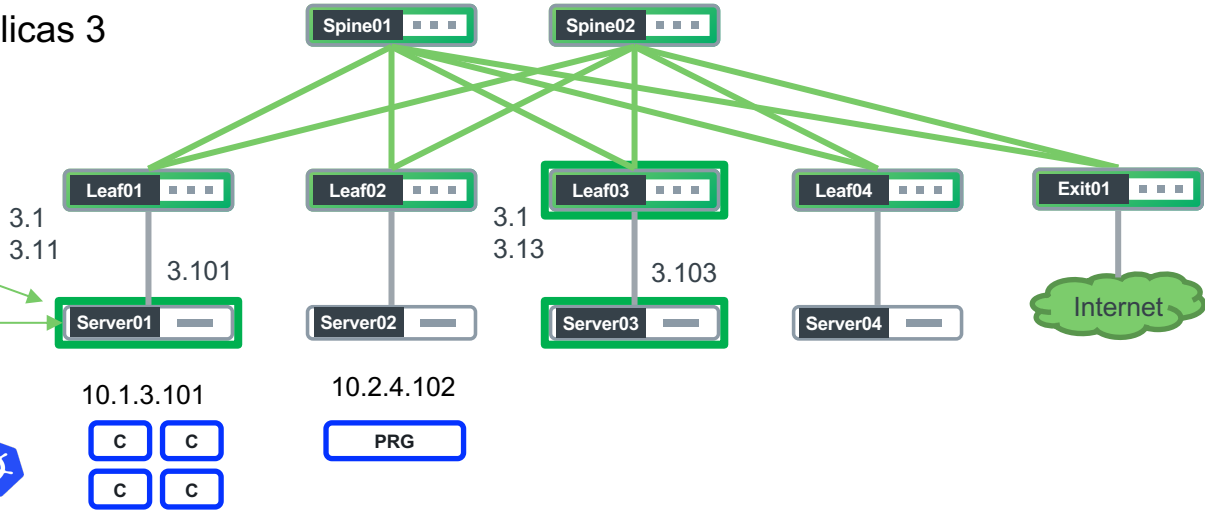 licas 3
Spine01
Spine02
Leaf01
Leaf02
Leaf03
Leaf04
Exit01
3.1
3.11
3.101
3.1
3.13
3.103
Server01
Server02
Server03
Server04
Internet
10.1.3.101
10.2.4.102
C C
PRG
C C